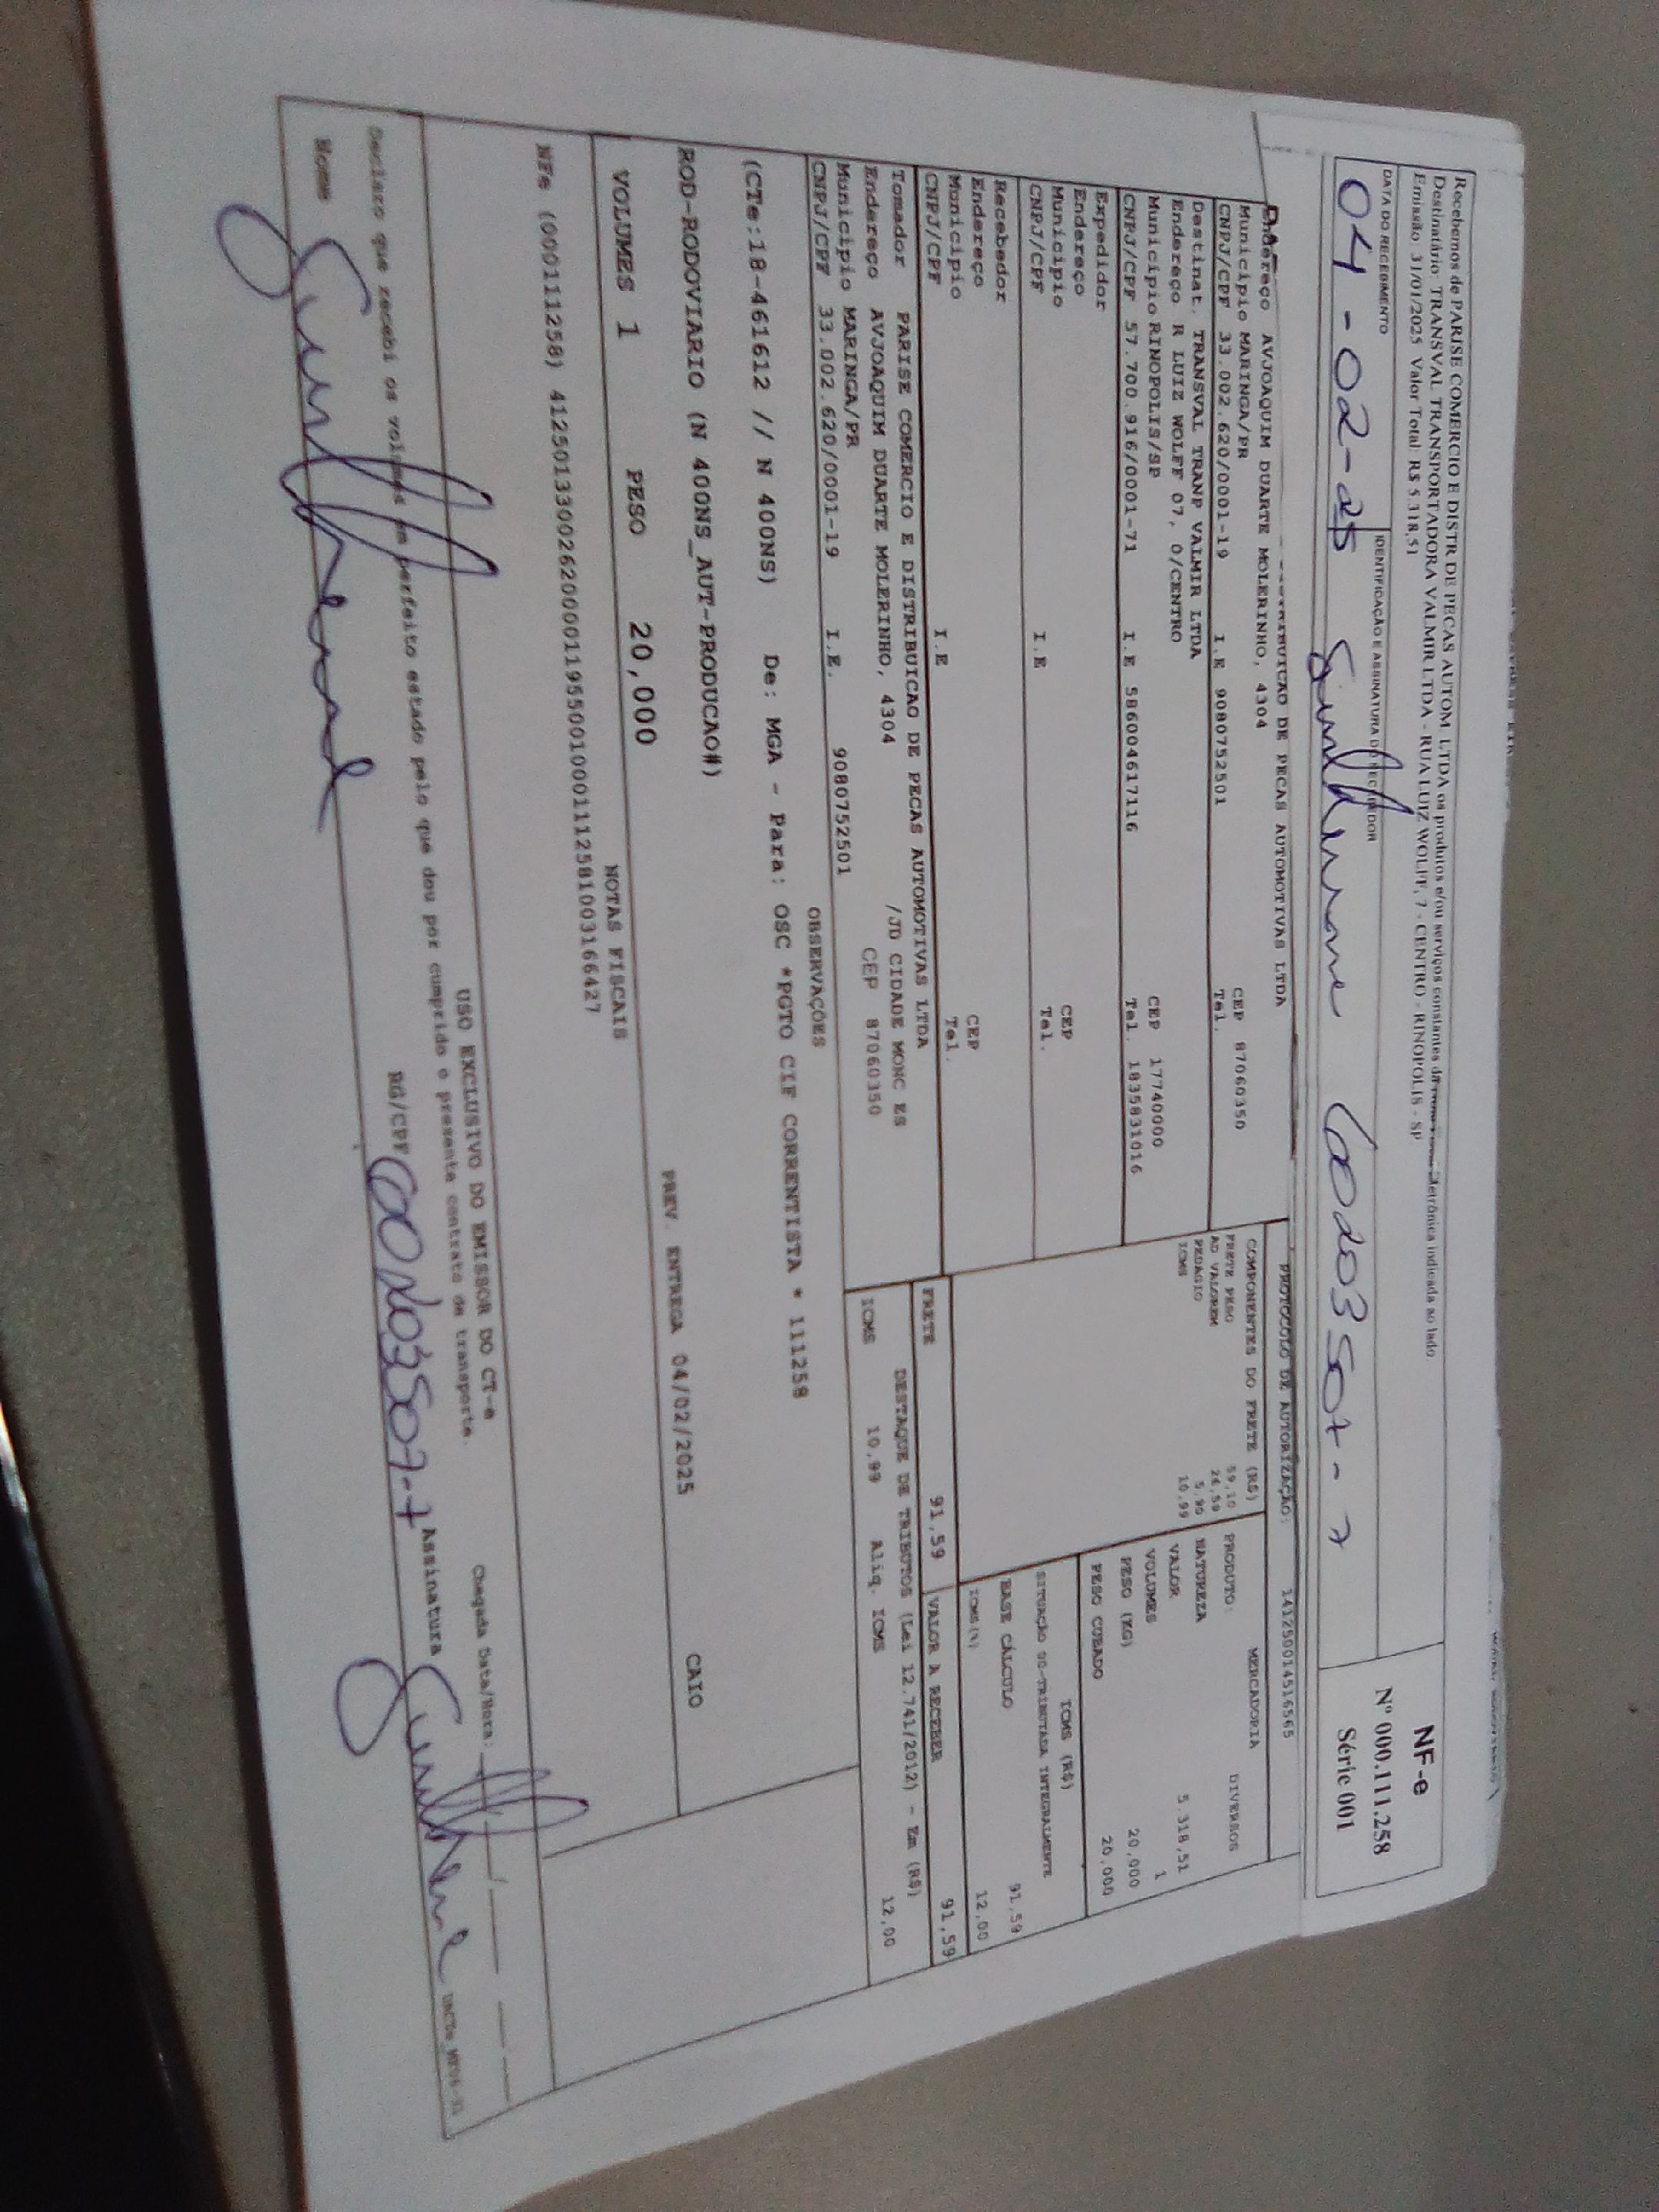 Recebemos de PARISE COMERCIO E DISTR DE PECAS AUTOM. LTDA os produtos e/ou serviços constantes da Eletrônica indicada ao lado
Destinatário: TRANSVAL TRANSPORTADORA VALMIR LTDA - RUA LUIZ WOLFF, 7 - CENTRO - RINOPOLIS - SP
Emissão: 31/01/2025 Valor Total: R$ 5.318,51
NF-e
Nº 000.111.258
Série 001
DATA DO RECEBIMENTO
04-02-25
IDENTIFICAÇÃO E ASSINATURA DO RECEBEDOR
DE PECAS AUTOMOTIVAS LTDA
PROTOCOLO DE AUTORIZAÇÃO: 141250014516565
Endereço AVJOAQUIM DUARTE MOLERINHO, 4304
Município MARINGA/PR CEP 87060350
CNPJ/CPF 33.002.620/0001-19 I.E 9080752501 Tel.
Destinat. TRANSVAL TRANP VALMIR LTDA
Endereço R LUIZ WOLFF 07, 0/CENTRO
Município RINOPOLIS/SP CEP 17740000
CNPJ/CPF 57.700.916/0001-71 I.E 586004617116 Tel. 1835831016
Expedidor
Endereço
Município CEP
CNPJ/CPF I.E Tel.
Recebedor
Endereço
Município CEP
CNPJ/CPF I.E Tel.
Tomador PARISE COMERCIO E DISTRIBUICAO DE PECAS AUTOMOTIVAS LTDA
Endereço AVJOAQUIM DUARTE MOLERINHO, 4304 /JD CIDADE MONC ES
Município MARINGA/PR CEP 87060350
CNPJ/CPF 33.002.620/0001-19 I.E. 9080752501
COMPONENTES DO FRETE (R$)
FRETE PESO 59,10
AD VALOREM
PEDAGIO 5,90
ICMS 10,99
MERCADORIA
PRODUTO: DIVERSOS
NATUREZA
VALOR 5.318,51
VOLUMES 1
PESO (KG) 20,000
PESO CUBADO 20,000
ICMS (R$)
SITUAÇÃO 00-TRIBUTADA INTEGRALMENTE
BASE CÁLCULO 91,59
ICMS(%) 12,00
FRETE 91,59 VALOR A RECEBER 91,59
DESTAQUE DE TRIBUTOS (Lei 12.741/2012) - Em (R$)
ICMS 10,99 Aliq. ICMS 12,00
OBSERVAÇÕES
(CTe:18-461612 // N 400NS) De: MGA - Para: OSC *PGTO CIF CORRENTISTA * 111258
ROD-RODOVIARIO (N 400NS_AUT-PRODUCAO#)
VOLUMES 1 PESO 20,000 PREV. ENTREGA 04/02/2025 CAIO
NOTAS FISCAIS
NFe (000111258) 41250133002620000119550010001112581003166427
USO EXCLUSIVO DO EMISSOR DO CT-e
Declaro que recebi os volumes em perfeito estado pelo que dou por cumprido o presente contrato de transporte.
Chegada Data/Hora:
Nome RG/CPF Assinatura